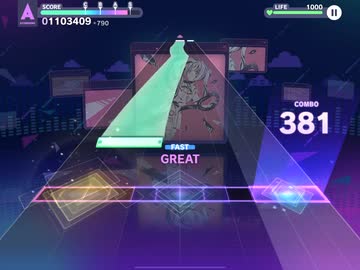 SCORE
C B A S
01103409 +790
LIFE 1000
COMBO
381
FAST
GREAT